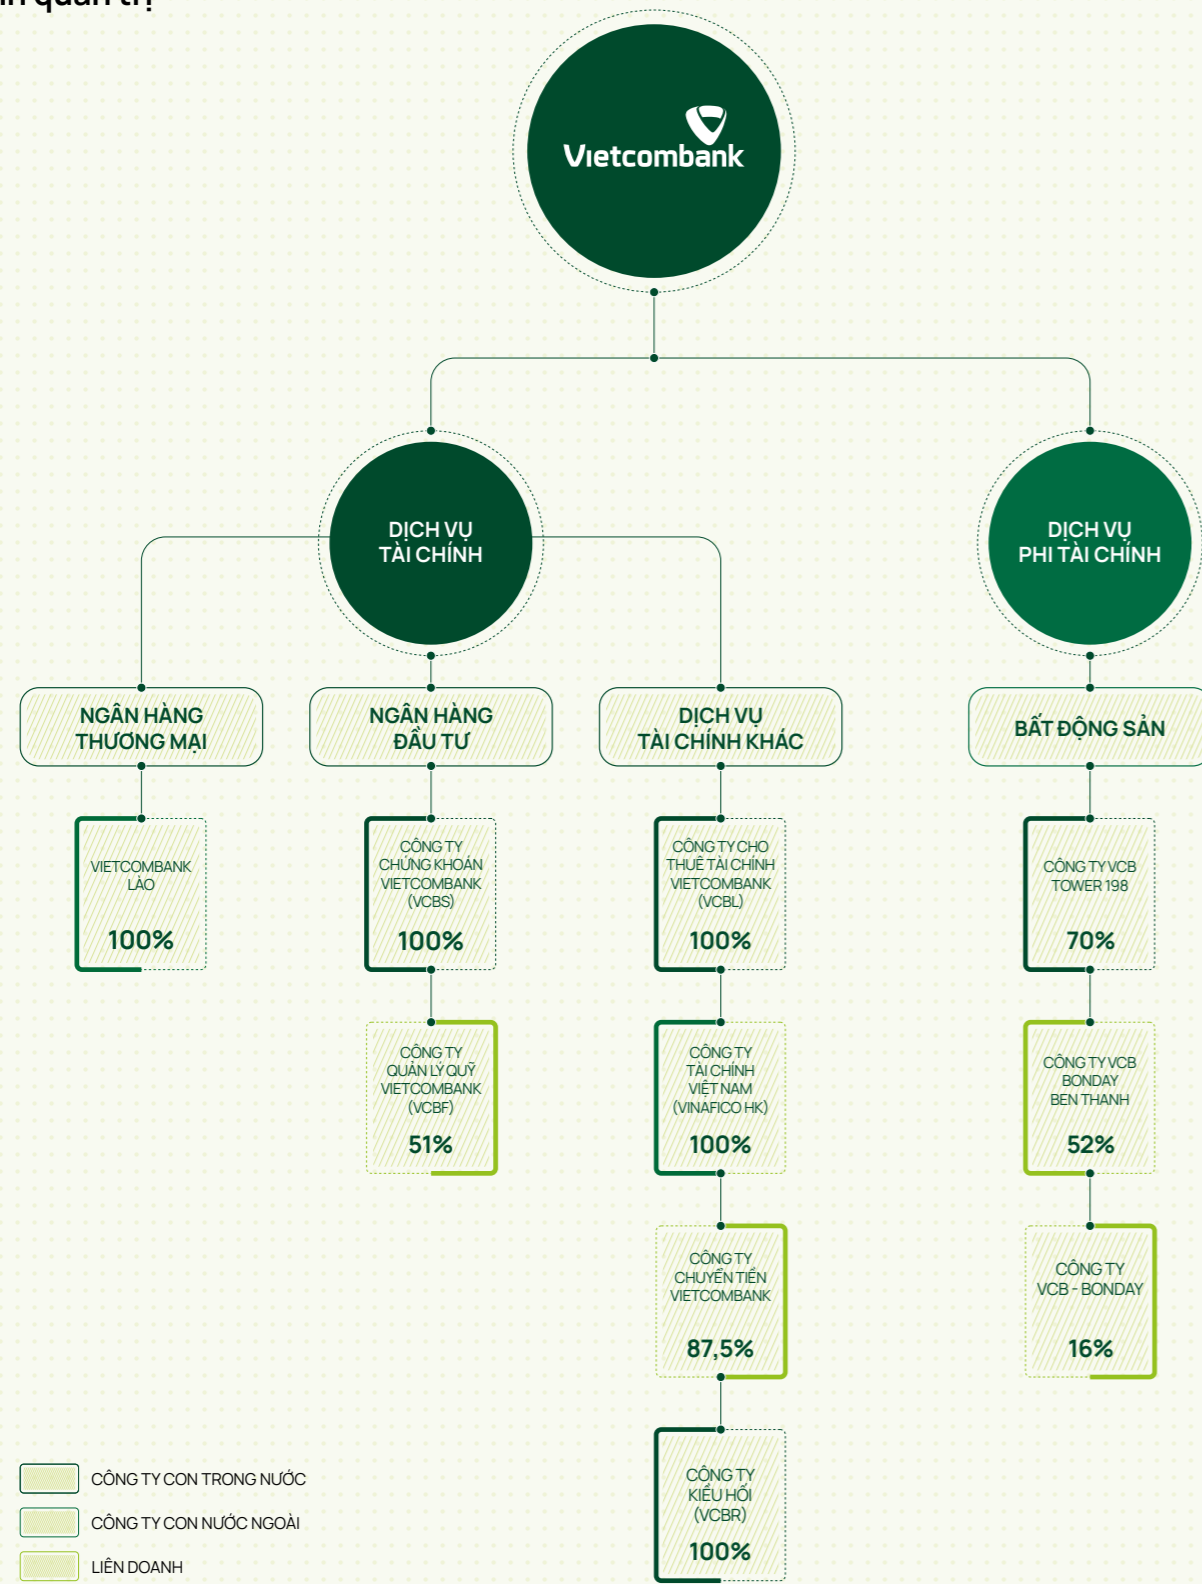 quản trị
Vietcombank
DỊCH VỤ
TÀI CHÍNH
DỊCH VỤ
PHI TÀI CHÍNH
NGÂN HÀNG
THƯƠNG MẠI
NGÂN HÀNG
ĐẦU TƯ
DỊCH VỤ
TÀI CHÍNH KHÁC
BẤT ĐỘNG SẢN
VIETCOMBANK
LÀO
100%
CÔNG TY
CHỨNG KHOÁN
VIETCOMBANK
(VCBS)
100%
CÔNG TY CHO
THUÊ TÀI CHÍNH
VIETCOMBANK
(VCBL)
100%
CÔNG TY VCB
TOWER 198
70%
CÔNG TY
QUẢN LÝ QUỸ
VIETCOMBANK
(VCBF)
51%
CÔNG TY
TÀI CHÍNH
VIỆT NAM
(VINAFICO HK)
100%
CÔNG TY VCB
BONDAY
BEN THANH
52%
CÔNG TY
CHUYỂN TIỀN
VIETCOMBANK
87,5%
CÔNG TY
VCB - BONDAY
16%
CÔNG TY
KIỀU HỐI
(VCBR)
100%
CÔNG TY CON TRONG NƯỚC
CÔNG TY CON NƯỚC NGOÀI
LIÊN DOANH